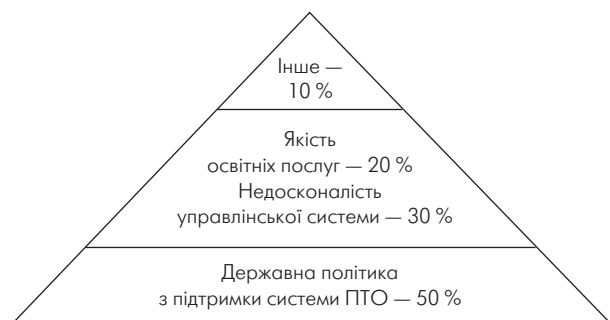 Інше —
10 %
Якість
освітніх послуг — 20 %
Недосконалість
управлінської системи — 30 %
Державна політика
з підтримки системи ПТО — 50 %